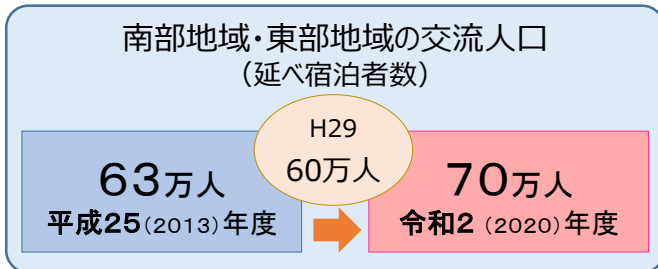 南部地域・東部地域の交流人口
（延べ宿泊者数）
H29
60万人
63万人
平成25（2013）年度
70万人
令和2（2020）年度